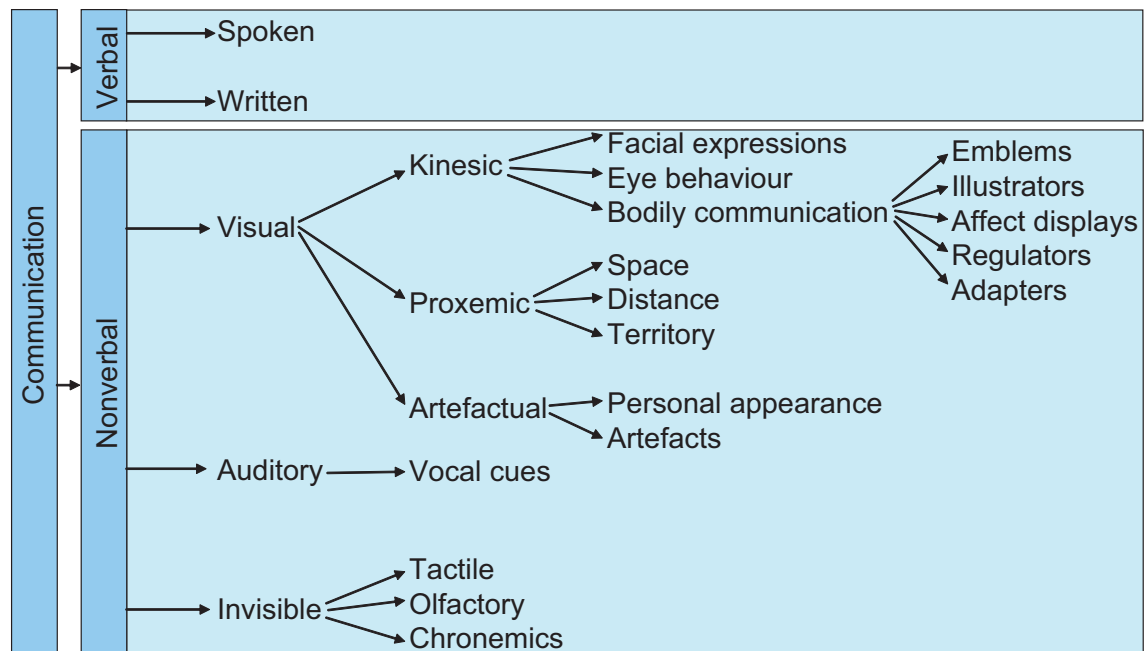 Communication
Verbal
Spoken
Written
Nonverbal
Visual
Kinesic
Facial expressions
Eye behaviour
Bodily communication
Emblems
Illustrators
Affect displays
Regulators
Adapters
Proxemic
Space
Distance
Territory
Artefactual
Personal appearance
Artefacts
Auditory
Vocal cues
Invisible
Tactile
Olfactory
Chronemics